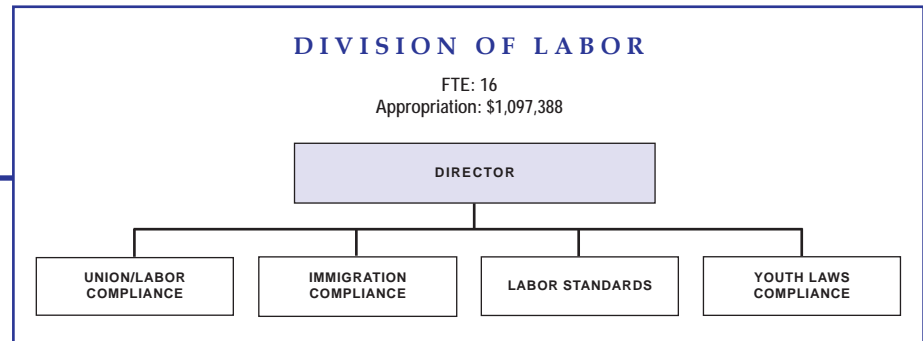 DIVISION OF LABOR
FTE: 16
Appropriation: $1,097,388
DIRECTOR
UNION/LABOR
COMPLIANCE
IMMIGRATION
COMPLIANCE
LABOR STANDARDS
YOUTH LAWS
COMPLIANCE